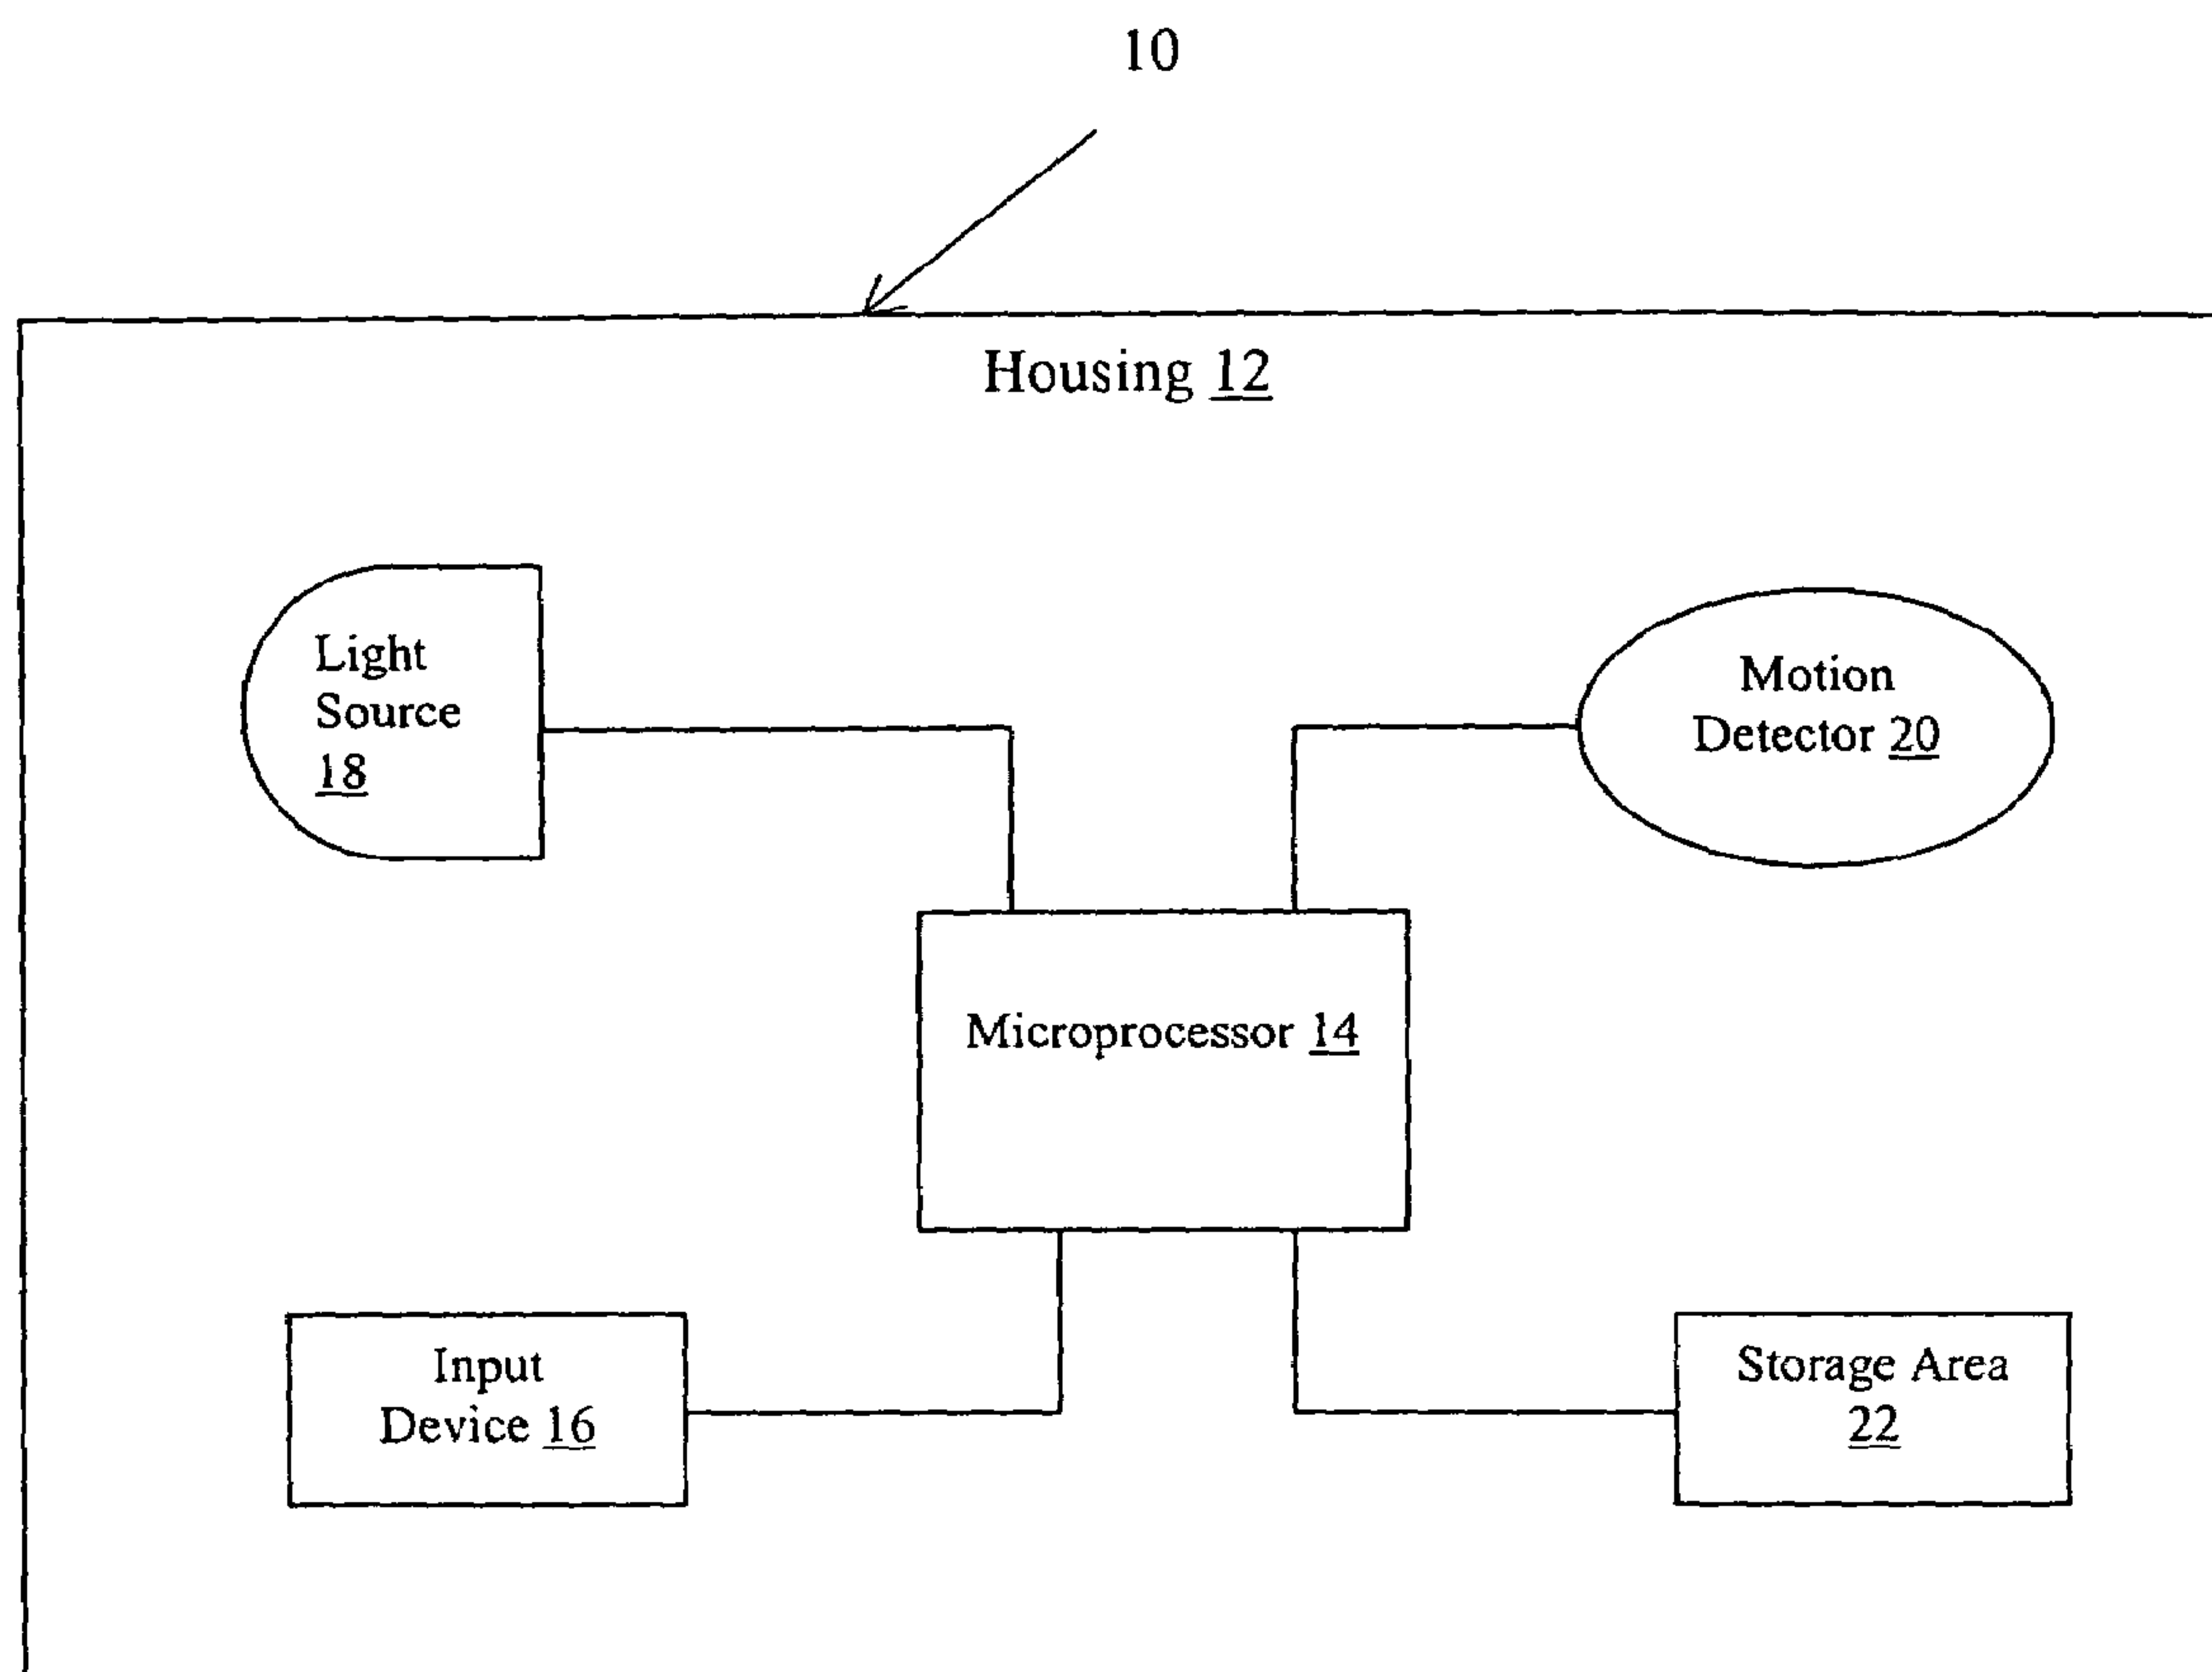 10
Housing 12
Light
Source
18
Motion
Detector 20
Microprocessor 14
Input
Device 16
Storage Area
22